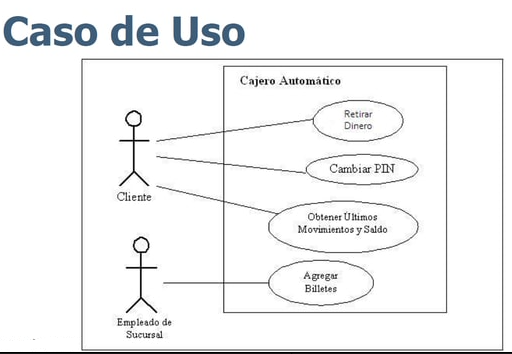 Caso de Uso
Cajero Automático
Retirar
Dinero
Cambiar PIN
Cliente
Obtener Últimos
Movimientos y Saldo
Agregar
Billetes
Empleado de
Sucursal